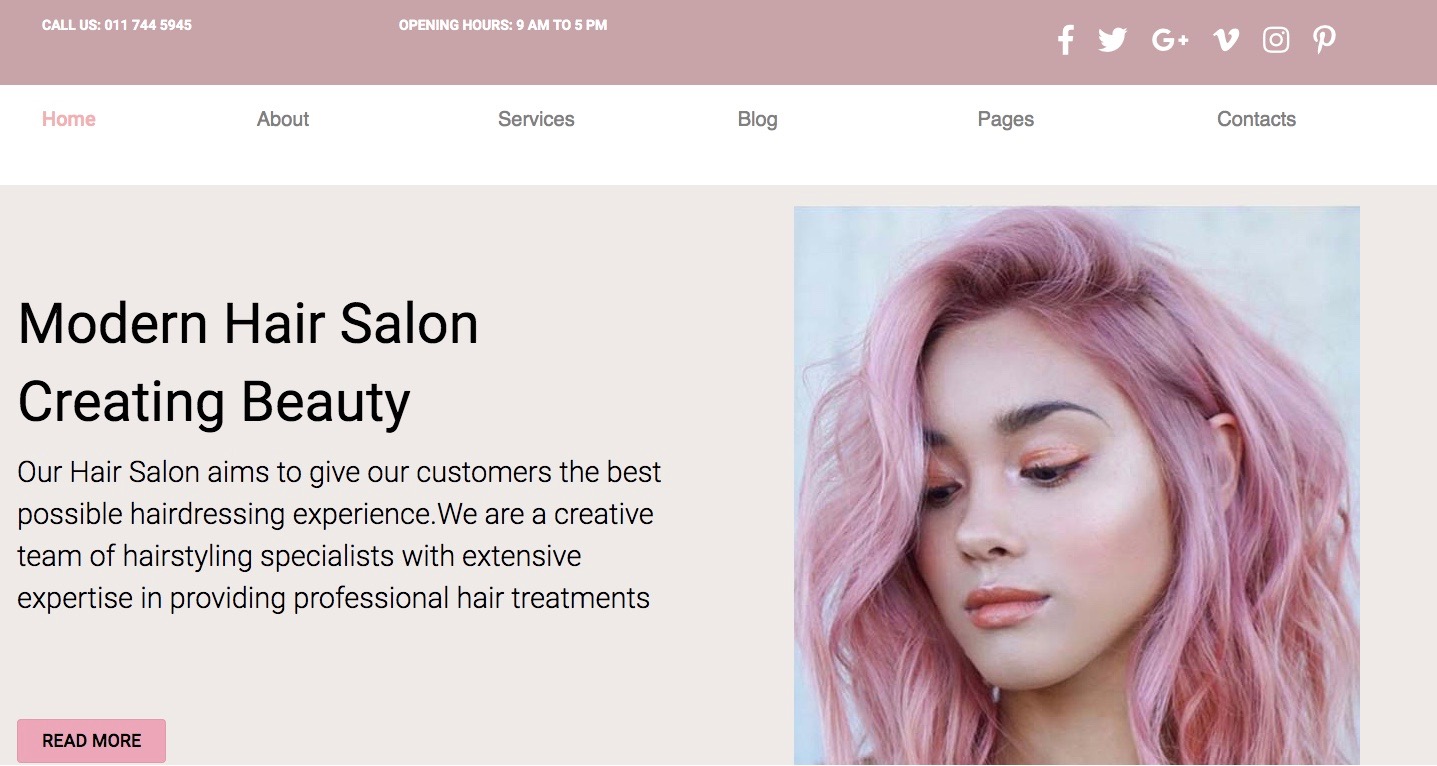 CALL US: 011 744 5945
OPENING HOURS: 9 AM TO 5 PM
Home
About
Services
Blog
Pages
Contacts
Modern Hair Salon
Creating Beauty
Our Hair Salon aims to give our customers the best
possible hairdressing experience.We are a creative
team of hairstyling specialists with extensive
expertise in providing professional hair treatments
READ MORE